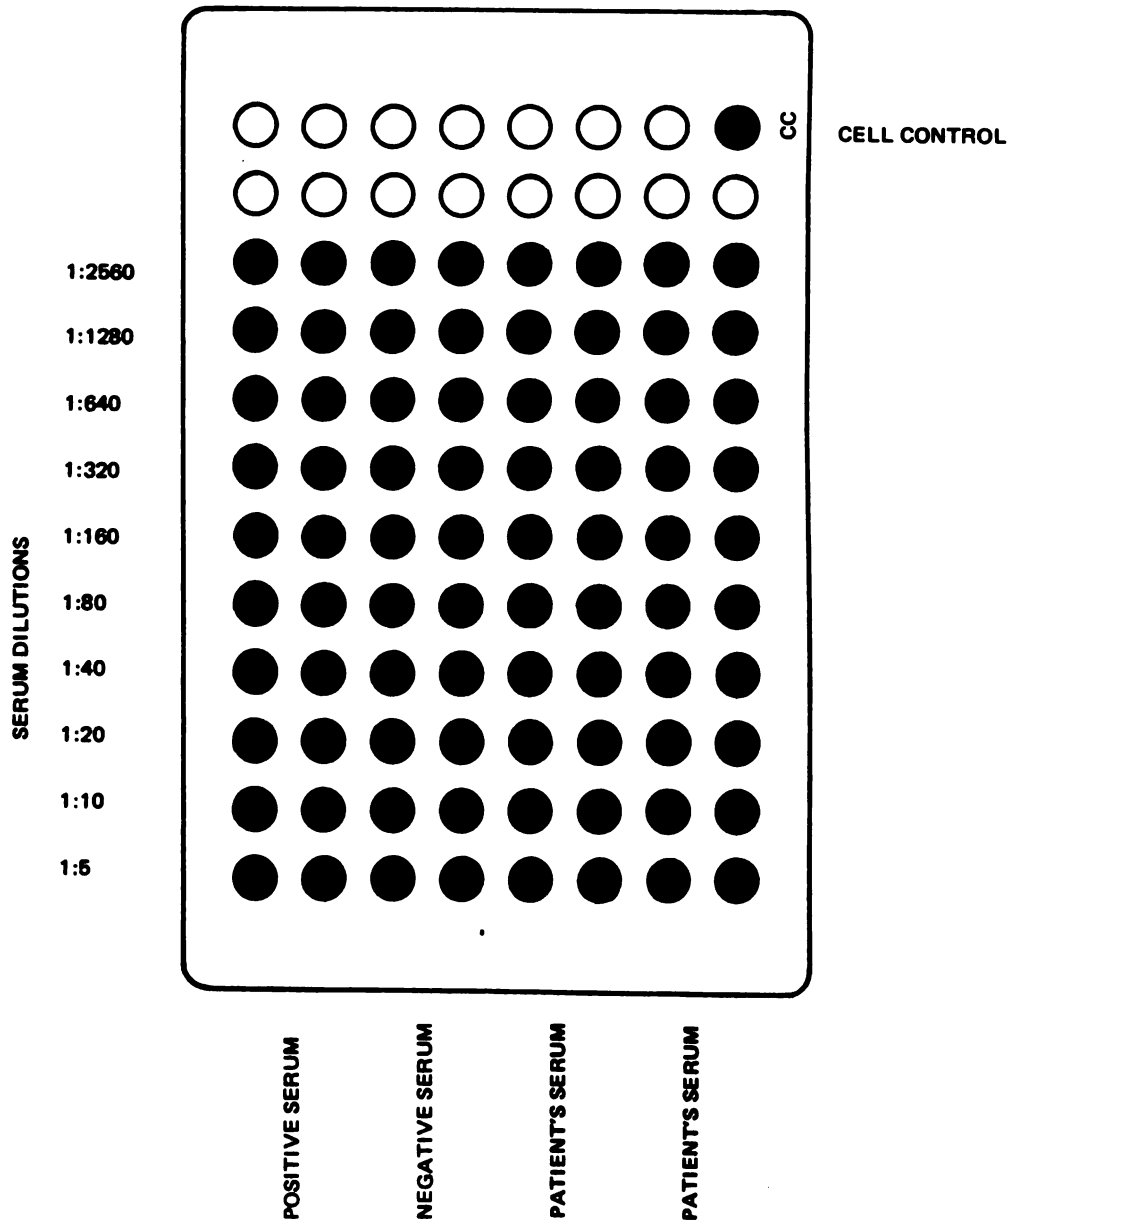 CC
CELL CONTROL
1:2560
1:1280
1:640
1:320
1:160
1:80
1:40
1:20
1:10
1:5
SERUM DILUTIONS
POSITIVE SERUM
NEGATIVE SERUM
PATIENT'S SERUM
PATIENT'S SERUM